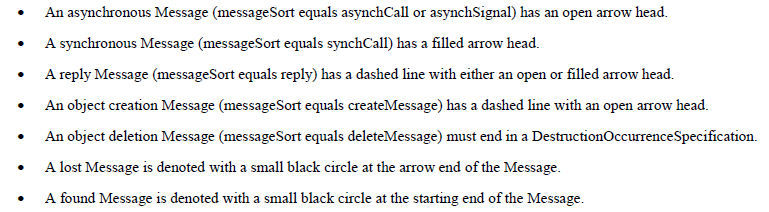 • An asynchronous Message (messageSort equals asynchCall or asynchSignal) has an open arrow head.
• A synchronous Message (messageSort equals synchCall) has a filled arrow head.
• A reply Message (messageSort equals reply) has a dashed line with either an open or filled arrow head.
• An object creation Message (messageSort equals createMessage) has a dashed line with an open arrow head.
• An object deletion Message (messageSort equals deleteMessage) must end in a DestructionOccurrenceSpecification.
• A lost Message is denoted with a small black circle at the arrow end of the Message.
• A found Message is denoted with a small black circle at the starting end of the Message.